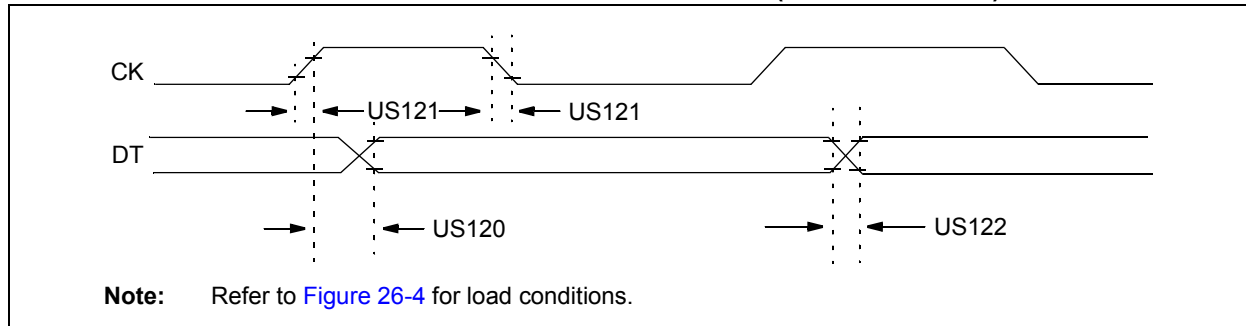 CK
US121
US121
DT
US120
US122
Note: Refer to Figure 26-4 for load conditions.